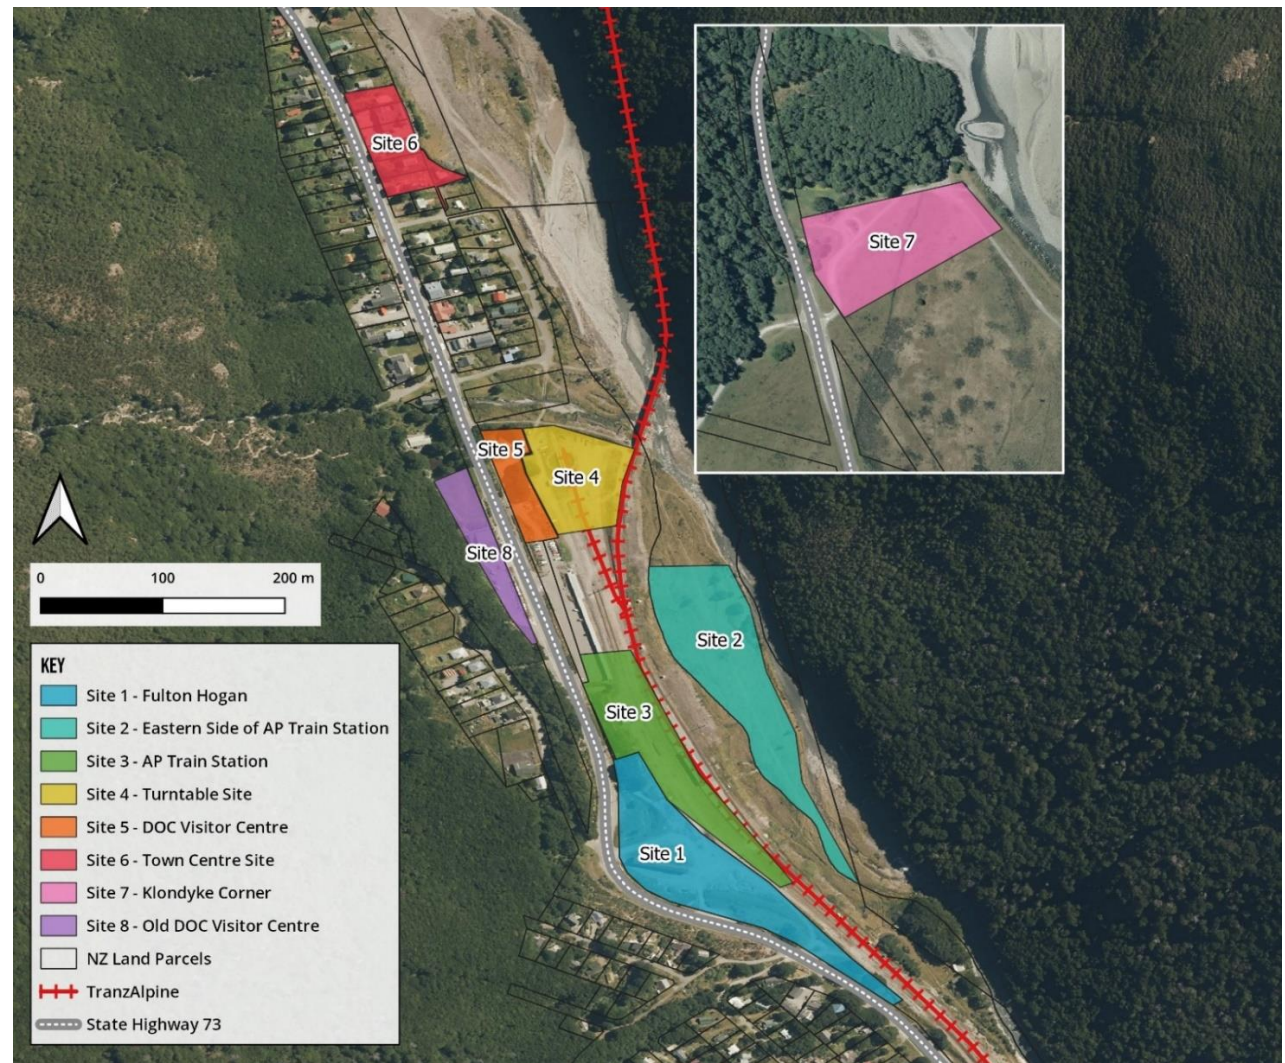 Site 6
Site 7
Site 5
Site 4
Site 8
Site 2
Site 3
Site 1
0 100 200 m
KEY
Site 1 - Fulton Hogan
Site 2 - Eastern Side of AP Train Station
Site 3 - AP Train Station
Site 4 - Turntable Site
Site 5 - DOC Visitor Centre
Site 6 - Town Centre Site
Site 7 - Klondyke Corner
Site 8 - Old DOC Visitor Centre
NZ Land Parcels
TranzAlpine
State Highway 73